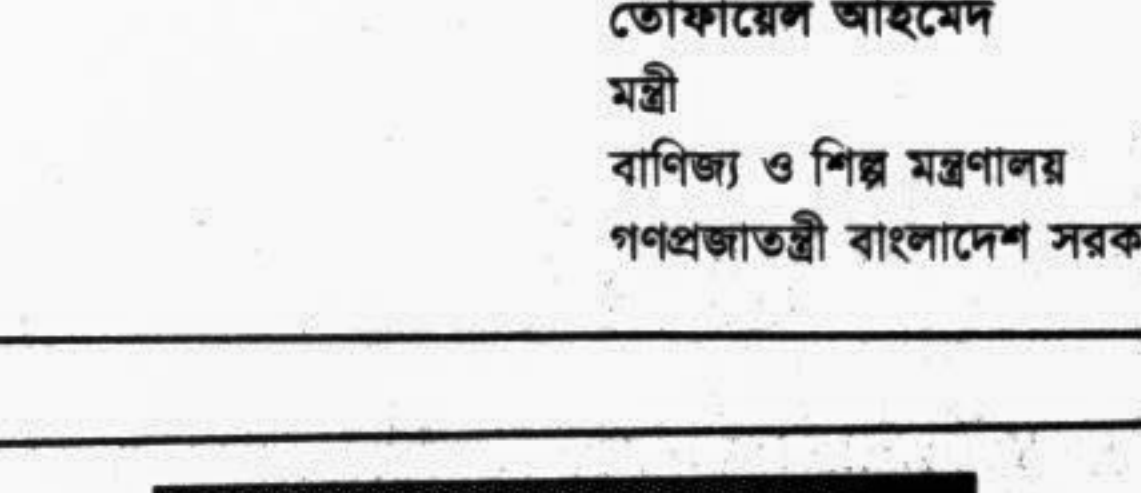 তোফায়েল আহমেদ
মন্ত্রী
বাণিজ্য ও শিল্প মন্ত্রণালয়
গণপ্রজাতন্ত্রী বাংলাদেশ সরক